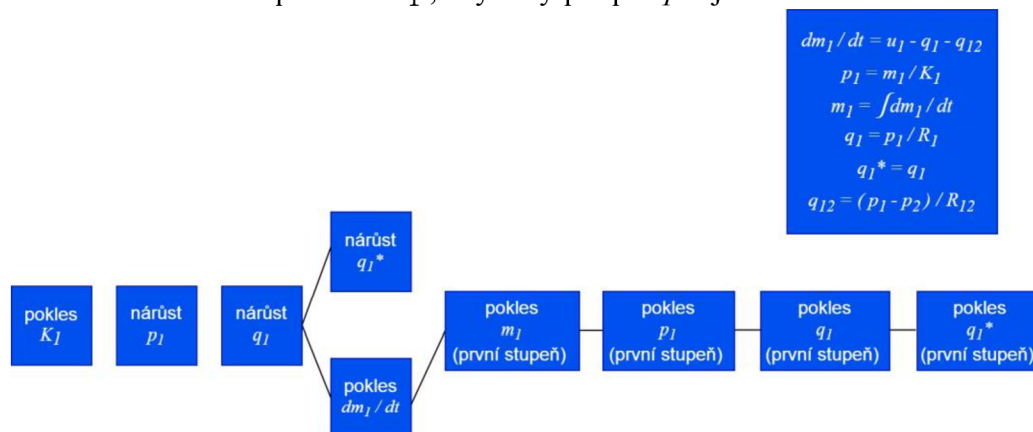 dm₁ / dt = u₁ - q₁ - q₁₂
p₁ = m₁ / K₁
m₁ = ∫dm₁ / dt
q₁ = p₁ / R₁
q₁* = q₁
q₁₂ = (p₁ - p₂) / R₁₂
nárůst
q₁*
pokles
K₁
nárůst
p₁
nárůst
q₁
pokles
dm₁ / dt
pokles
m₁
(první stupeň)
pokles
p₁
(první stupeň)
pokles
q₁
(první stupeň)
pokles
q₁*
(první stupeň)